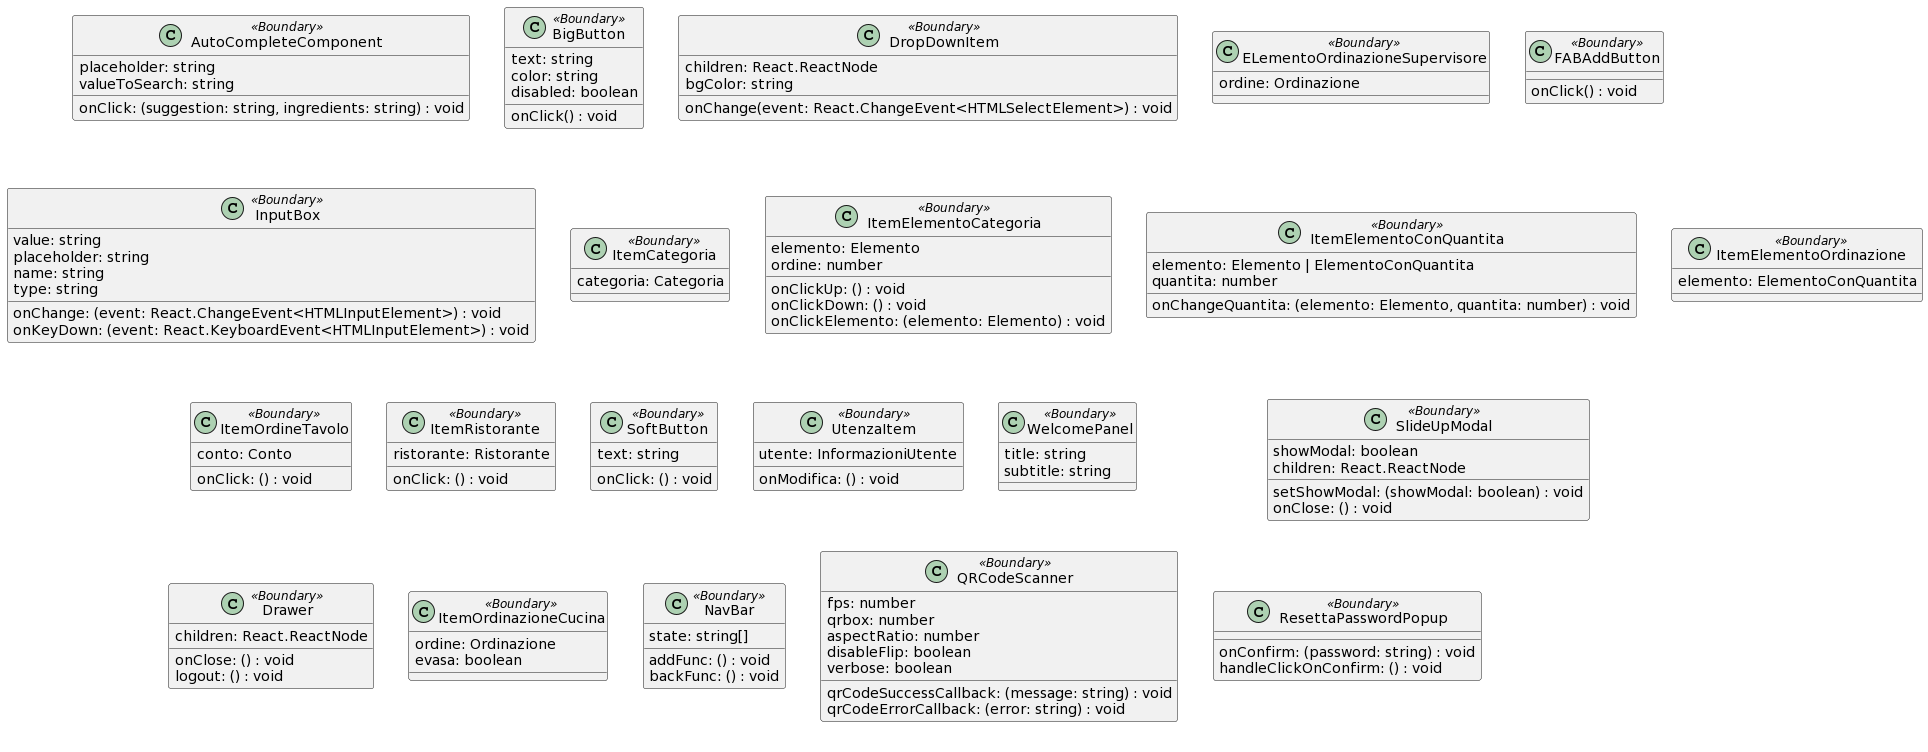 «Boundary»
C AutoCompleteComponent
placeholder: string
valueToSearch: string
onClick: (suggestion: string, ingredients: string) : void
«Boundary»
C BigButton
text: string
color: string
disabled: boolean
onClick() : void
«Boundary»
C DropDownItem
children: React.ReactNode
bgColor: string
onChange(event: React.ChangeEvent<HTMLSelectElement>) : void
«Boundary»
C ELementoOrdinazioneSupervisore
ordine: Ordinazione
«Boundary»
C FABAddButton
onClick() : void
«Boundary»
C InputBox
value: string
placeholder: string
name: string
type: string
onChange: (event: React.ChangeEvent<HTMLInputElement>) : void
onKeyDown: (event: React.KeyboardEvent<HTMLInputElement>) : void
«Boundary»
C ItemCategoria
categoria: Categoria
«Boundary»
C ItemElementoCategoria
elemento: Elemento
ordine: number
onClickUp: () : void
onClickDown: () : void
onClickElemento: (elemento: Elemento) : void
«Boundary»
C ItemElementoConQuantita
elemento: Elemento | ElementoConQuantita
quantita: number
onChangeQuantita: (elemento: Elemento, quantita: number) : void
«Boundary»
C ItemElementoOrdinazione
elemento: ElementoConQuantita
«Boundary»
C ItemOrdineTavolo
conto: Conto
onClick: () : void
«Boundary»
C ItemRistorante
ristorante: Ristorante
onClick: () : void
«Boundary»
C SoftButton
text: string
onClick: () : void
«Boundary»
C UtenzaItem
utente: InformazioniUtente
onModifica: () : void
«Boundary»
C WelcomePanel
title: string
subtitle: string
«Boundary»
C SlideUpModal
showModal: boolean
children: React.ReactNode
setShowModal: (showModal: boolean) : void
onClose: () : void
«Boundary»
C Drawer
children: React.ReactNode
onClose: () : void
logout: () : void
«Boundary»
C ItemOrdinazioneCucina
ordine: Ordinazione
evasa: boolean
«Boundary»
C NavBar
state: string[]
addFunc: () : void
backFunc: () : void
«Boundary»
C QRCodeScanner
fps: number
qrbox: number
aspectRatio: number
disableFlip: boolean
verbose: boolean
qrCodeSuccessCallback: (message: string) : void
qrCodeErrorCallback: (error: string) : void
«Boundary»
C ResettaPasswordPopup
onConfirm: (password: string) : void
handleClickOnConfirm: () : void